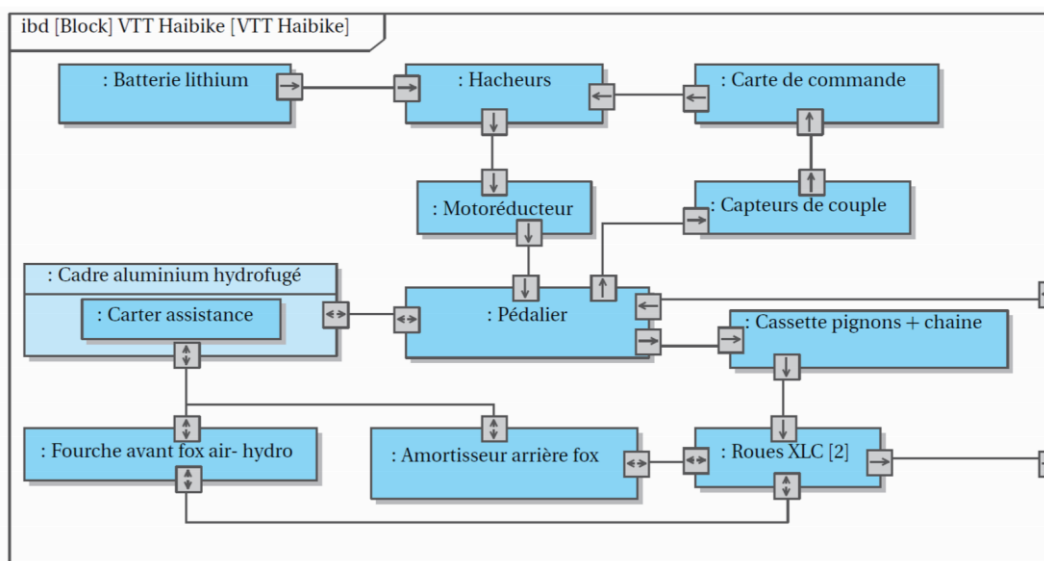 ibd [Block] VTT Haibike [VTT Haibike]
: Batterie lithium
: Hacheurs
: Carte de commande
: Motoréducteur
: Capteurs de couple
: Cadre aluminium hydrofugé
: Carter assistance
: Pédalier
: Cassette pignons + chaine
: Fourche avant fox air- hydro
: Amortisseur arrière fox
: Roues XLC [2]